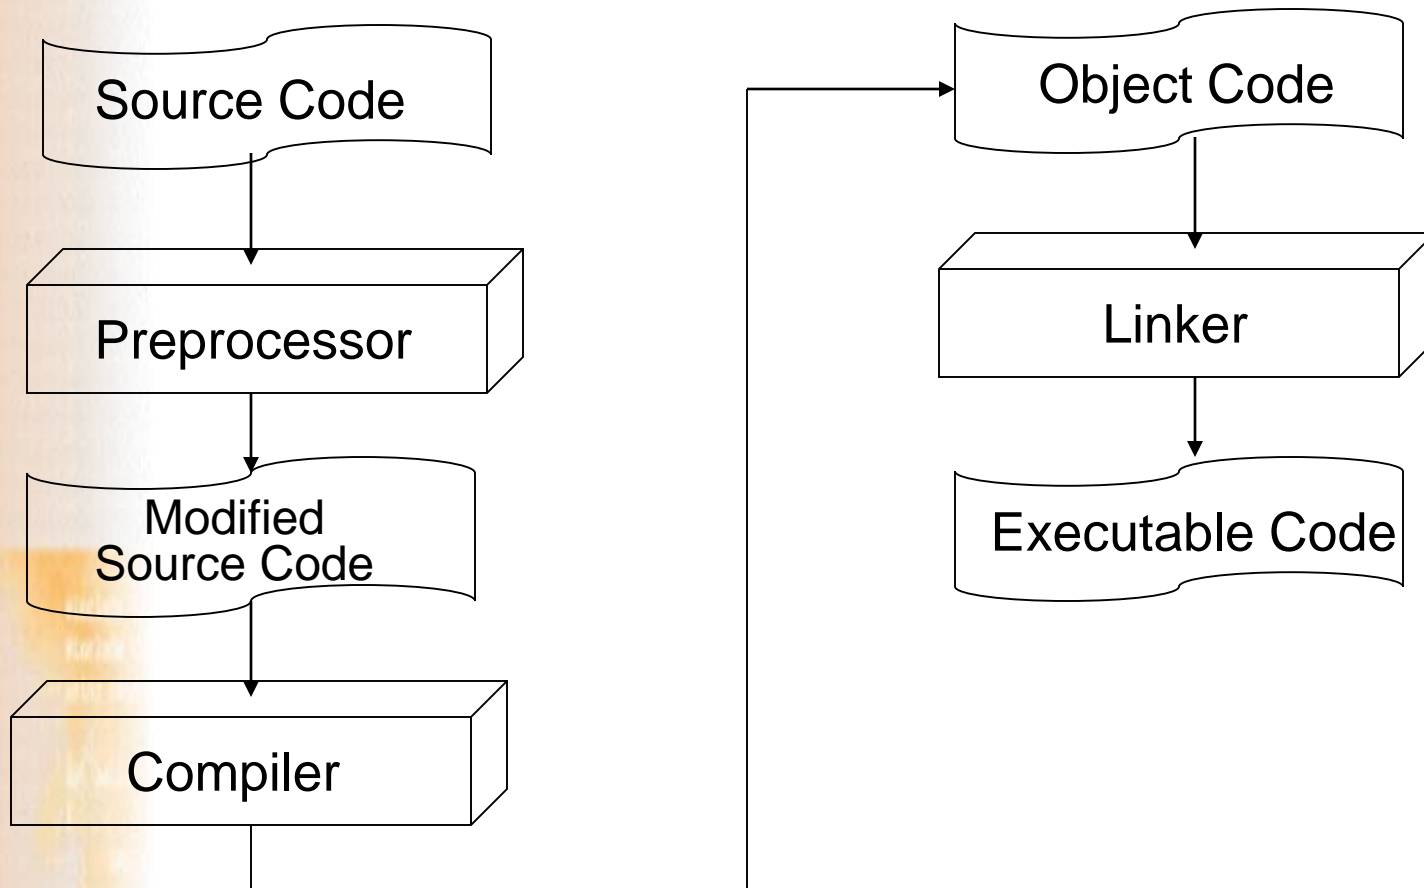 Source Code
Preprocessor
Modified
Source Code
Compiler
Object Code
Linker
Executable Code